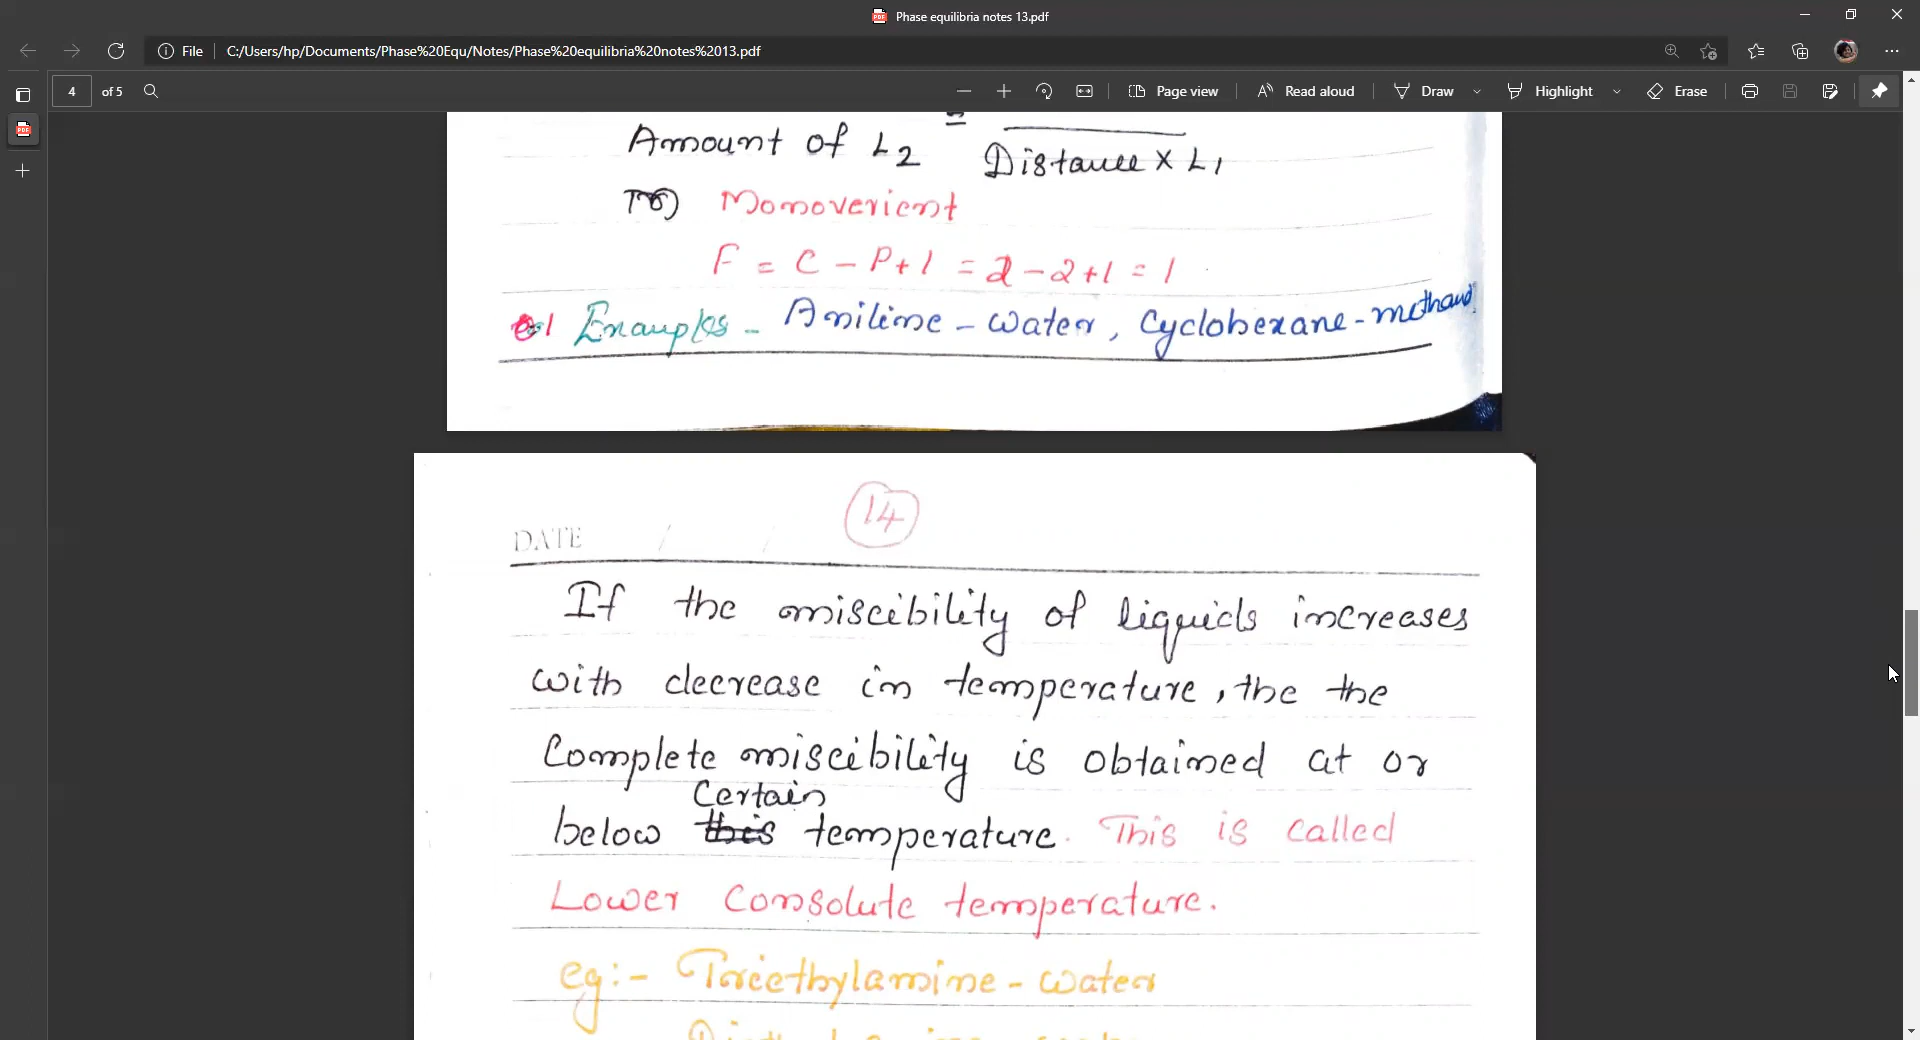 Phase equilibria notes 13.pdf
File C:/Users/hp/Documents/Phase%20Equ/Notes/Phase%20equilibria%20notes%2013.pdf
4 of 5 Page view Read aloud Draw Highlight Erase
Amount of L2 =
Distance x L1
Monoverient
F = C - P + 1 = 2 - 2 + 1 = 1
Examples - Aniline - water, Cyclohexane - methanol
14
DATE / /
If the miscibility of liquids increases
with decrease in temperature, the the
Complete miscibility is obtained at or
Certain
below this temperature. This is called
Lower Consolute temperature.
eg:- Triethylamine - water